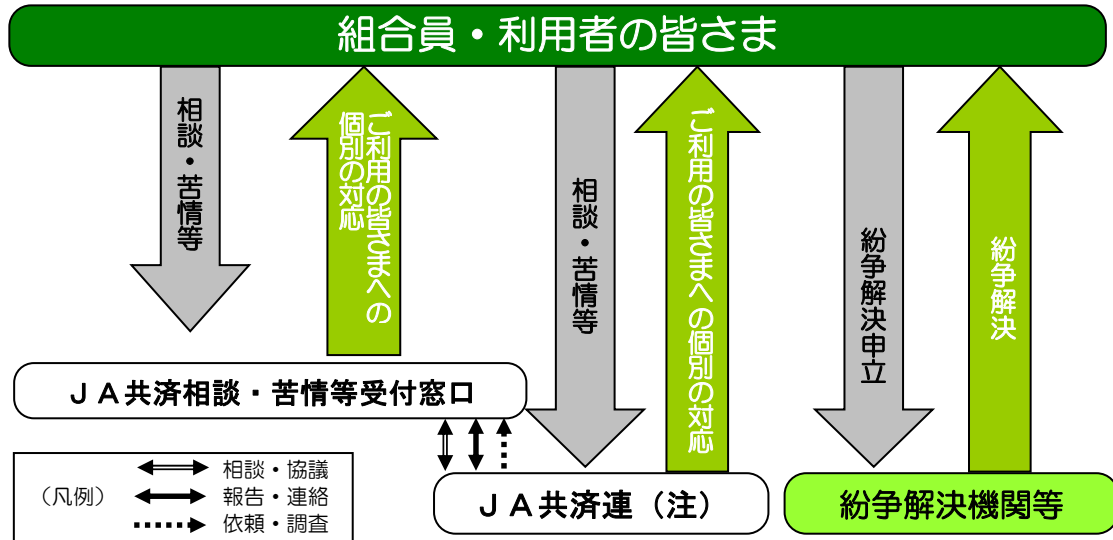 組合員・利用者の皆さま
相談・苦情等
ご利用の皆さまへの
個別の対応
相談・苦情等
ご利用の皆さまへの個別の対応
紛争解決申立
紛争解決
ＪＡ共済相談・苦情等受付窓口
（凡例）
相談・協議
報告・連絡
依頼・調査
ＪＡ共済連（注）
紛争解決機関等